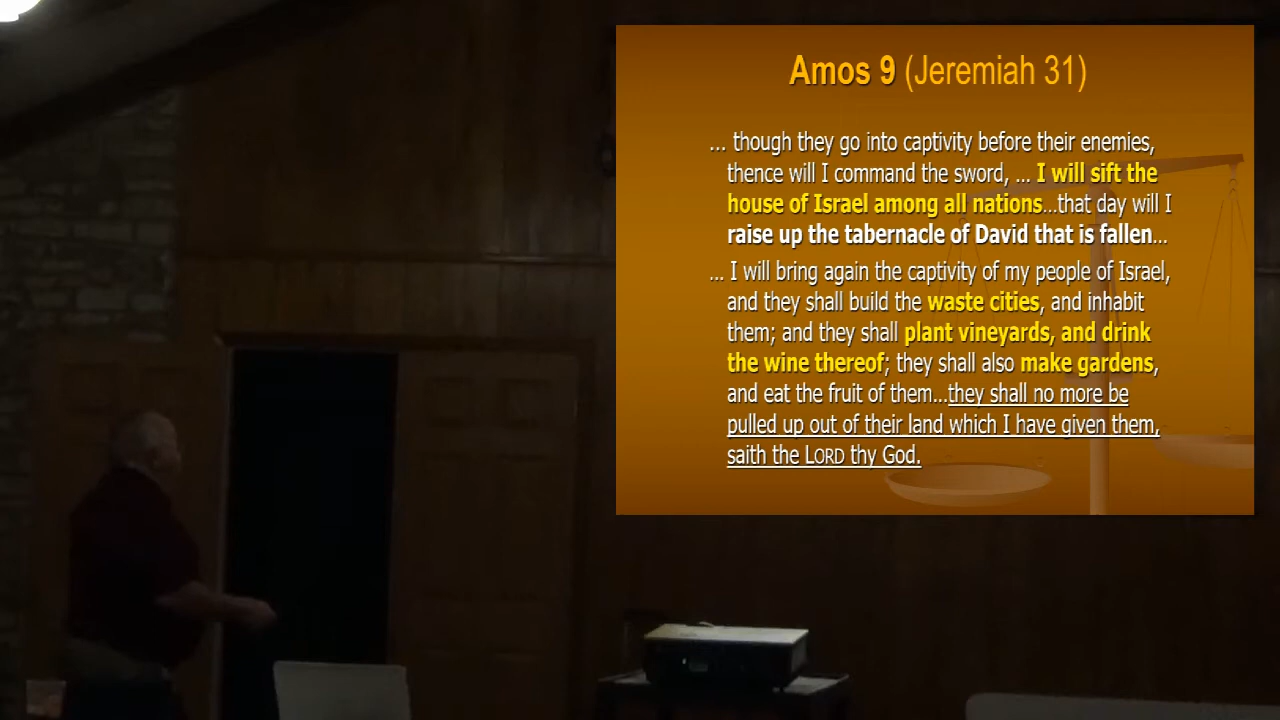 Amos 9 (Jeremiah 31)
... though they go into captivity before their enemies,
thence will I command the sword, ... I will sift the
house of Israel among all nations...that day will I
raise up the tabernacle of David that is fallen...
... I will bring again the captivity of my people of Israel,
and they shall build the waste cities, and inhabit
them; and they shall plant vineyards, and drink
the wine thereof; they shall also make gardens,
and eat the fruit of them...they shall no more be
pulled up out of their land which I have given them,
saith the LORD thy God.